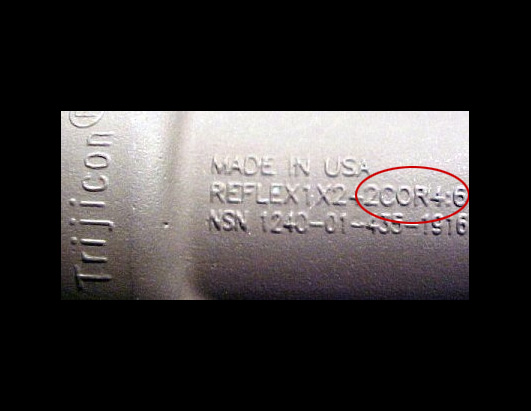 Trijicon®
MADE IN USA
REFLEX1X24-2COR4:6
NSN 1240-01-435-1916